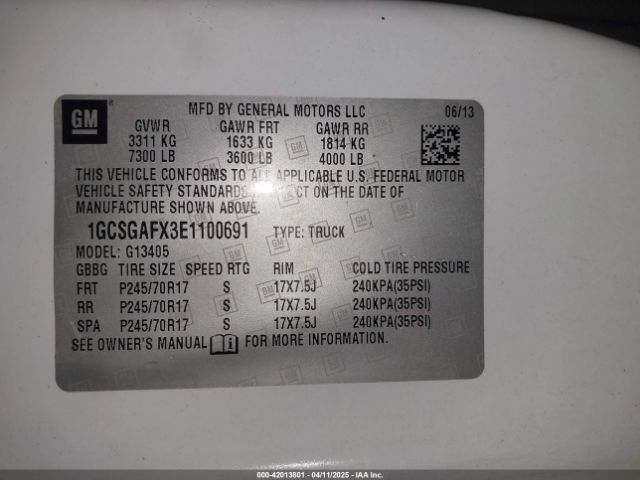 GM
MFD BY GENERAL MOTORS LLC 06/13
GVWR GAWR FRT GAWR RR
3311 KG 1633 KG 1814 KG
7300 LB 3600 LB 4000 LB
THIS VEHICLE CONFORMS TO ALL APPLICABLE U.S. FEDERAL MOTOR
VEHICLE SAFETY STANDARDS IN EFFECT ON THE DATE OF
MANUFACTURE SHOWN ABOVE.
1GCSGAFX3E1100691 TYPE: TRUCK
MODEL: G13405
GBBG TIRE SIZE SPEED RTG RIM COLD TIRE PRESSURE
FRT P245/70R17 S 17X7.5J 240KPA(35PSI)
RR P245/70R17 S 17X7.5J 240KPA(35PSI)
SPA P245/70R17 S 17X7.5J 240KPA(35PSI)
SEE OWNER'S MANUAL FOR MORE INFORMATION.
000-42013801 - 04/11/2025 - IAA Inc.